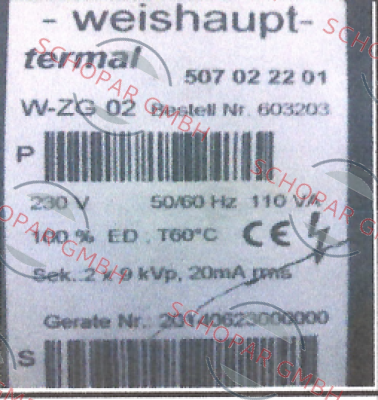 - weishaupt-
termal
507 02 22 01
W-ZG 02 Bestell Nr. 603203
P
230 V 50/60 Hz 110 VA
100 % ED , T60°C CE
Sek. 2 x 9 kVp, 20mA rms
Gerate Nr.: 20140623000000
S
SCHOPAR GMBH